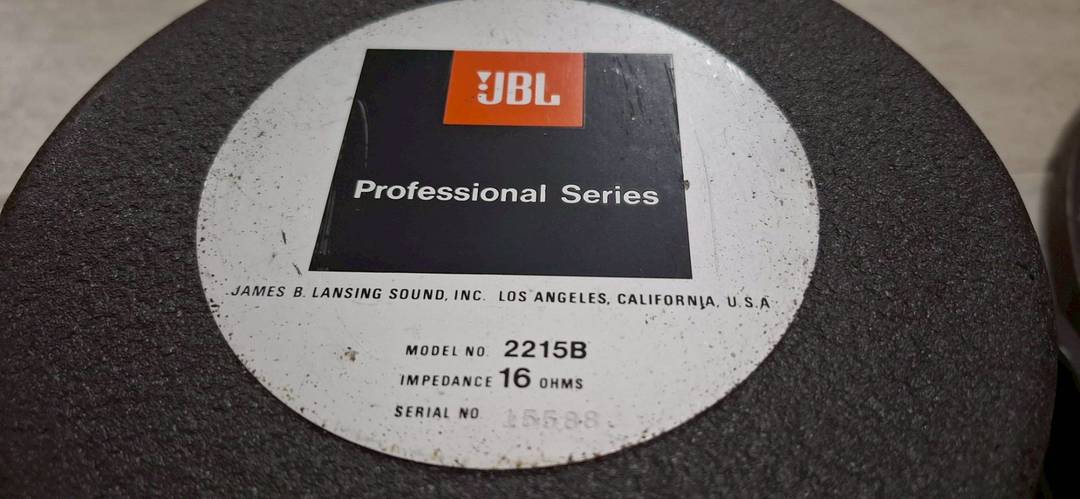 JBL
Professional Series
JAMES B. LANSING SOUND, INC. LOS ANGELES, CALIFORNIA, U.S.A
MODEL NO. 2215B
IMPEDANCE 16 OHMS
SERIAL NO